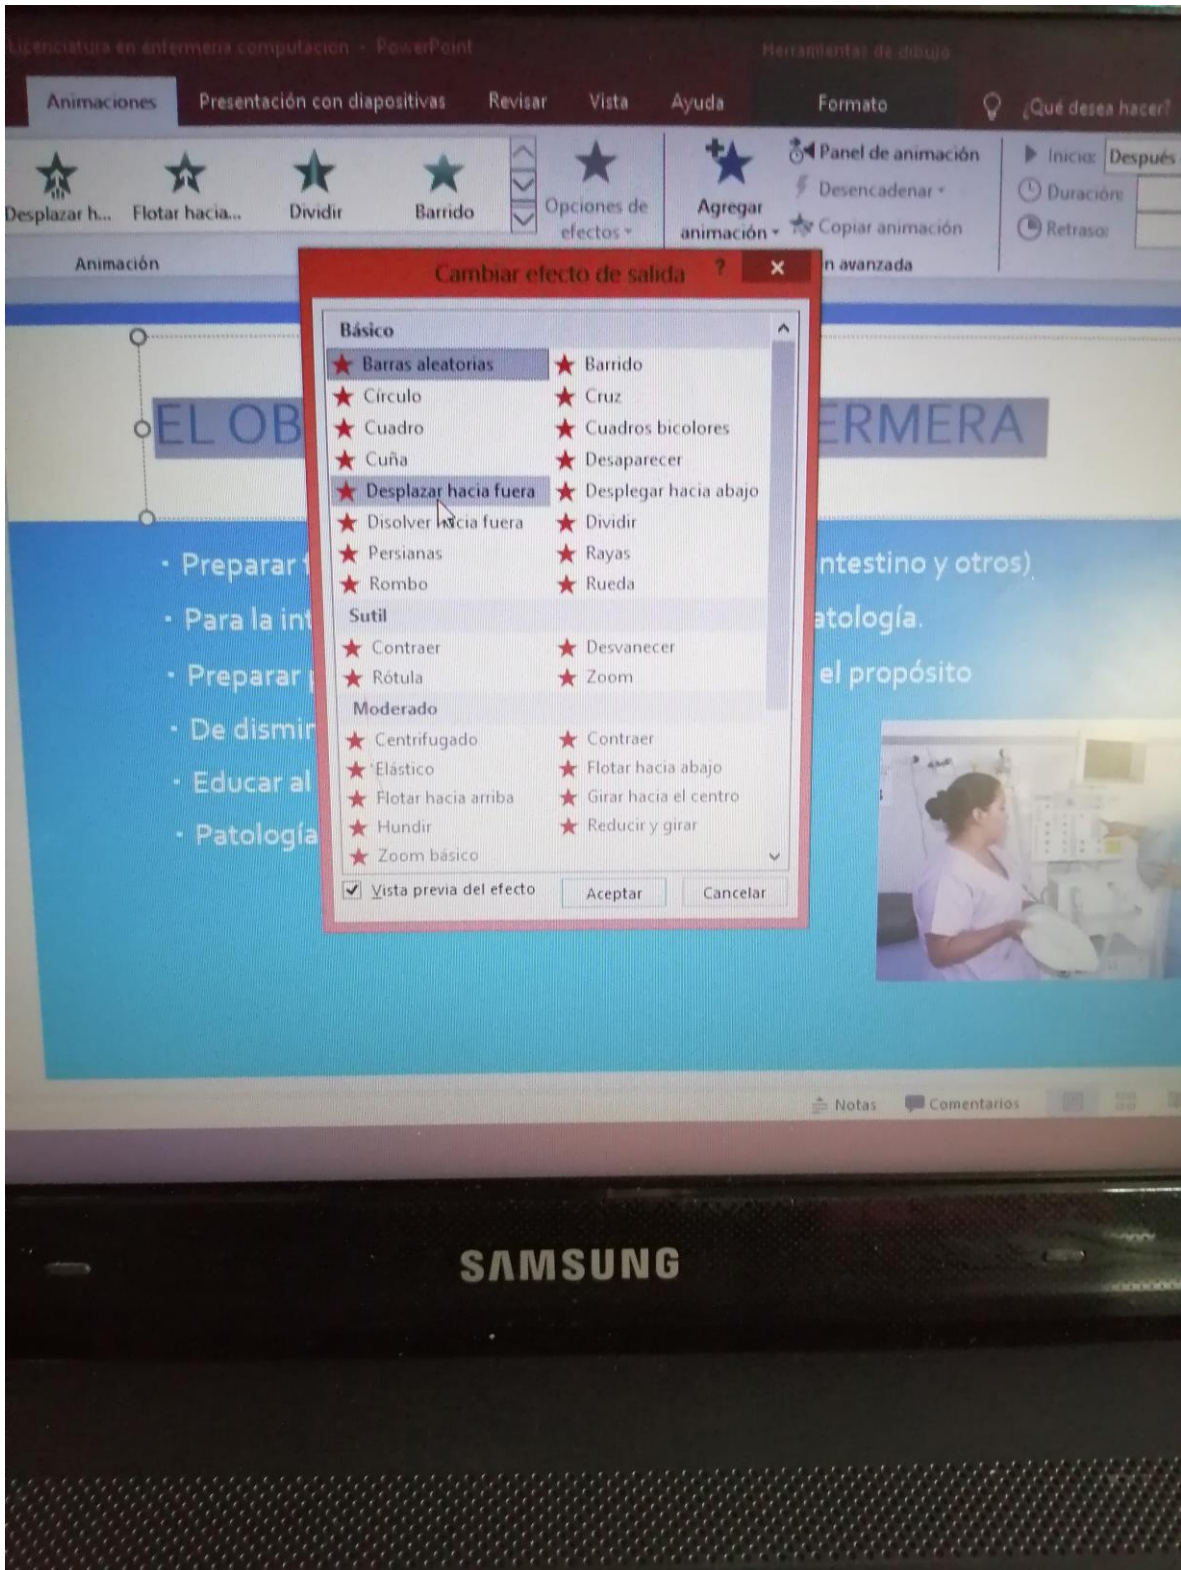 Licenciatura en enfermeria computacion - PowerPoint
Herramientas de dibujo
Animaciones Presentación con diapositivas Revisar Vista Ayuda Formato ¿Qué desea hacer?
Desplazar h... Flotar hacia... Dividir Barrido
Opciones de efectos
Agregar animación
Panel de animación
Desencadenar
Copiar animación
Inicio: Después
Duración:
Retraso:
Animación
n avanzada
Cambiar efecto de salida ?
Básico
Barras aleatorias Barrido
Círculo Cruz
Cuadro Cuadros bicolores
Cuña Desaparecer
Desplazar hacia fuera Desplegar hacia abajo
Disolver hacia fuera Dividir
Persianas Rayas
Rombo Rueda
Sutil
Contraer Desvanecer
Rótula Zoom
Moderado
Centrifugado Contraer
Elástico Flotar hacia abajo
Flotar hacia arriba Girar hacia el centro
Hundir Reducir y girar
Zoom básico
Vista previa del efecto Aceptar Cancelar
EL OB ERMERA
· Preparar ntestino y otros)
· Para la int atología.
· Preparar el propósito
· De dismin
· Educar al
· Patología
Notas Comentarios
SAMSUNG